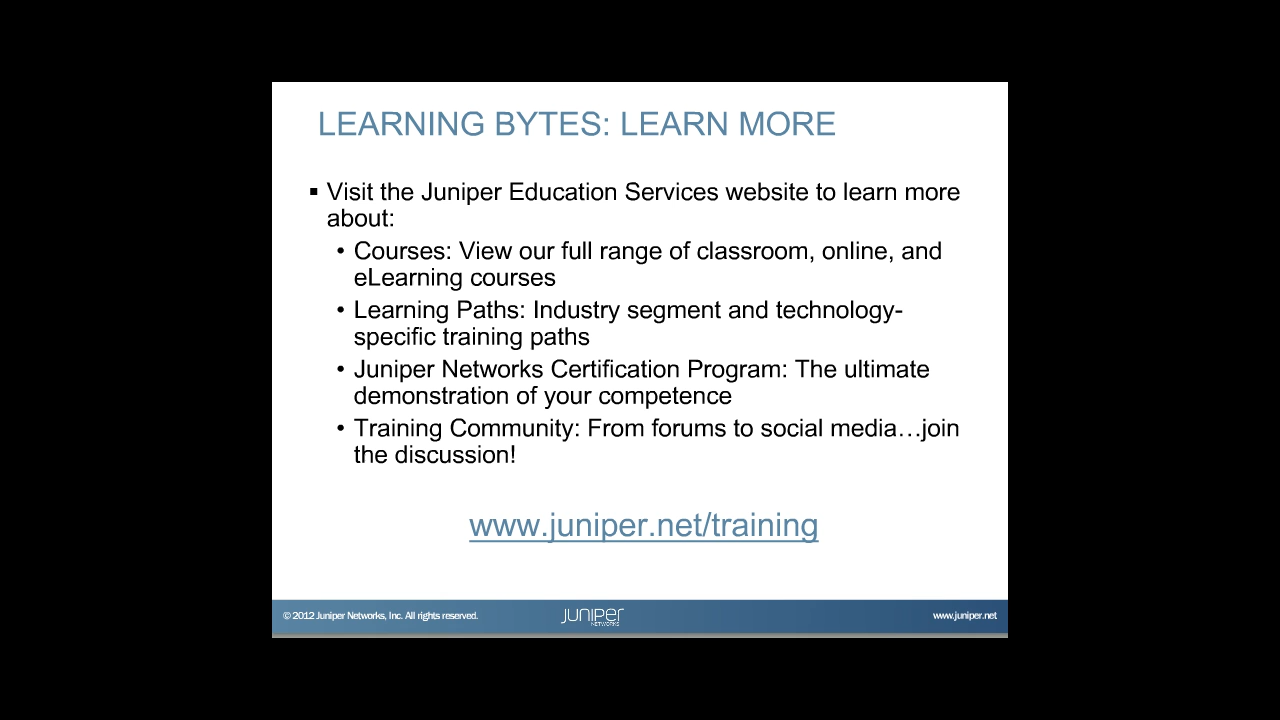 LEARNING BYTES: LEARN MORE
▪ Visit the Juniper Education Services website to learn more
about:
• Courses: View our full range of classroom, online, and
eLearning courses
• Learning Paths: Industry segment and technology-
specific training paths
• Juniper Networks Certification Program: The ultimate
demonstration of your competence
• Training Community: From forums to social media…join
the discussion!
www.juniper.net/training
© 2012 Juniper Networks, Inc. All rights reserved.
JUNIPER
NETWORKS
www.juniper.net